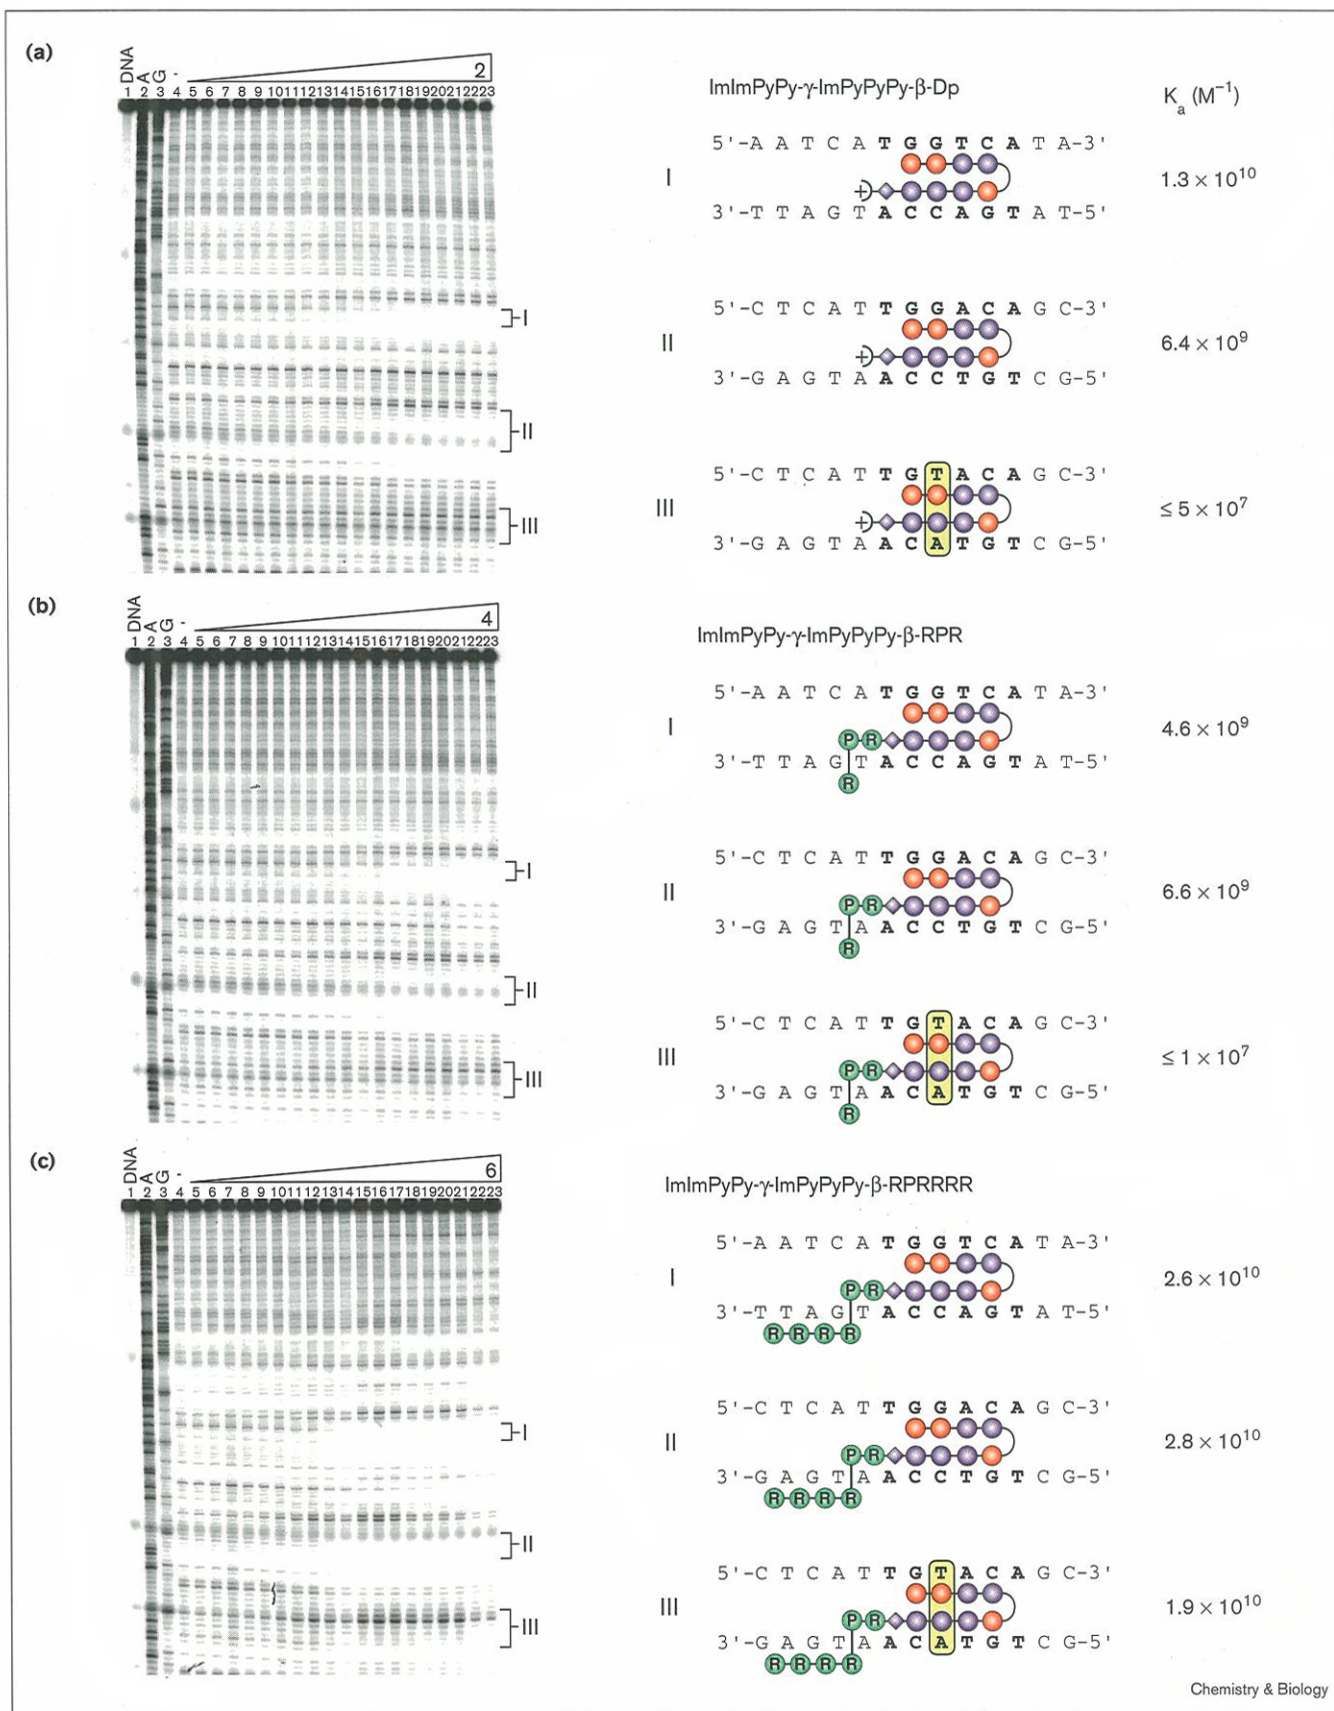 (a)
DNA
A
G
-
2
1 2 3 4 5 6 7 8 9 10 11 12 13 14 15 16 17 18 19 20 21 22 23
I
II
III
ImImPyPy-γ-ImPyPyPy-β-Dp
Kₐ (M⁻¹)
I
5'-A A T C A T G G T C A T A-3'
+
3'-T T A G T A C C A G T A T-5'
1.3 × 10¹⁰
II
5'-C T C A T T G G A C A G C-3'
+
3'-G A G T A A C C T G T C G-5'
6.4 × 10⁹
III
5'-C T C A T T G T A C A G C-3'
+
3'-G A G T A A C A T G T C G-5'
≤ 5 × 10⁷
(b)
DNA
A
G
-
4
1 2 3 4 5 6 7 8 9 10 11 12 13 14 15 16 17 18 19 20 21 22 23
I
II
III
ImImPyPy-γ-ImPyPyPy-β-RPR
I
5'-A A T C A T G G T C A T A-3'
P R
3'-T T A G T A C C A G T A T-5'
R
4.6 × 10⁹
II
5'-C T C A T T G G A C A G C-3'
P R
3'-G A G T A A C C T G T C G-5'
R
6.6 × 10⁹
III
5'-C T C A T T G T A C A G C-3'
P R
3'-G A G T A A C A T G T C G-5'
R
≤ 1 × 10⁷
(c)
DNA
A
G
-
6
1 2 3 4 5 6 7 8 9 10 11 12 13 14 15 16 17 18 19 20 21 22 23
I
II
III
ImImPyPy-γ-ImPyPyPy-β-RPRRRR
I
5'-A A T C A T G G T C A T A-3'
P R
3'-T T A G T A C C A G T A T-5'
R R R R
2.6 × 10¹⁰
II
5'-C T C A T T G G A C A G C-3'
P R
3'-G A G T A A C C T G T C G-5'
R R R R
2.8 × 10¹⁰
III
5'-C T C A T T G T A C A G C-3'
P R
3'-G A G T A A C A T G T C G-5'
R R R R
1.9 × 10¹⁰
Chemistry & Biology